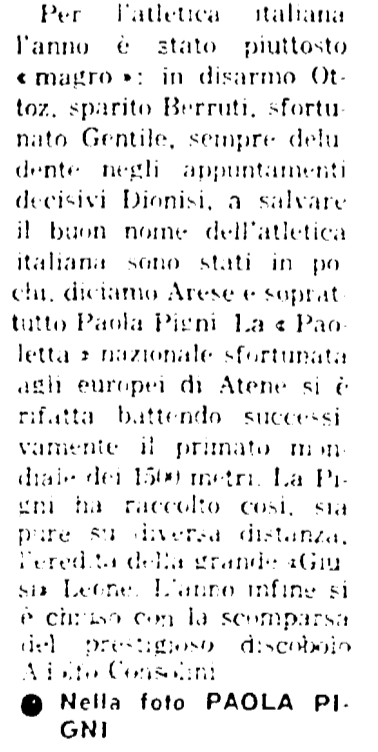 Per l'atletica italiana
l'anno è stato piuttosto
« magro »: in disarmo Ot-
toz, sparito Berruti, sfortu-
nato Gentile, sempre delu-
dente negli appuntamenti
decisivi Dionisi, a salvare
il buon nome dell'atletica
italiana sono stati in po-
chi, diciamo Arese e soprat-
tutto Paola Pigni. La « Pao-
letta » nazionale sfortunata
agli europei di Atene si è
rifatta battendo successi-
vamente il primato mon-
diale dei 1500 metri. La Pi-
gni ha raccolto così, sia
pure su diversa distanza,
l'eredità della grande «Giu-
si» Leone. L'anno infine si
è chiuso con la scomparsa
del prestigioso discobolo
Adolfo Consolini
● Nella foto PAOLA PI-
GNI